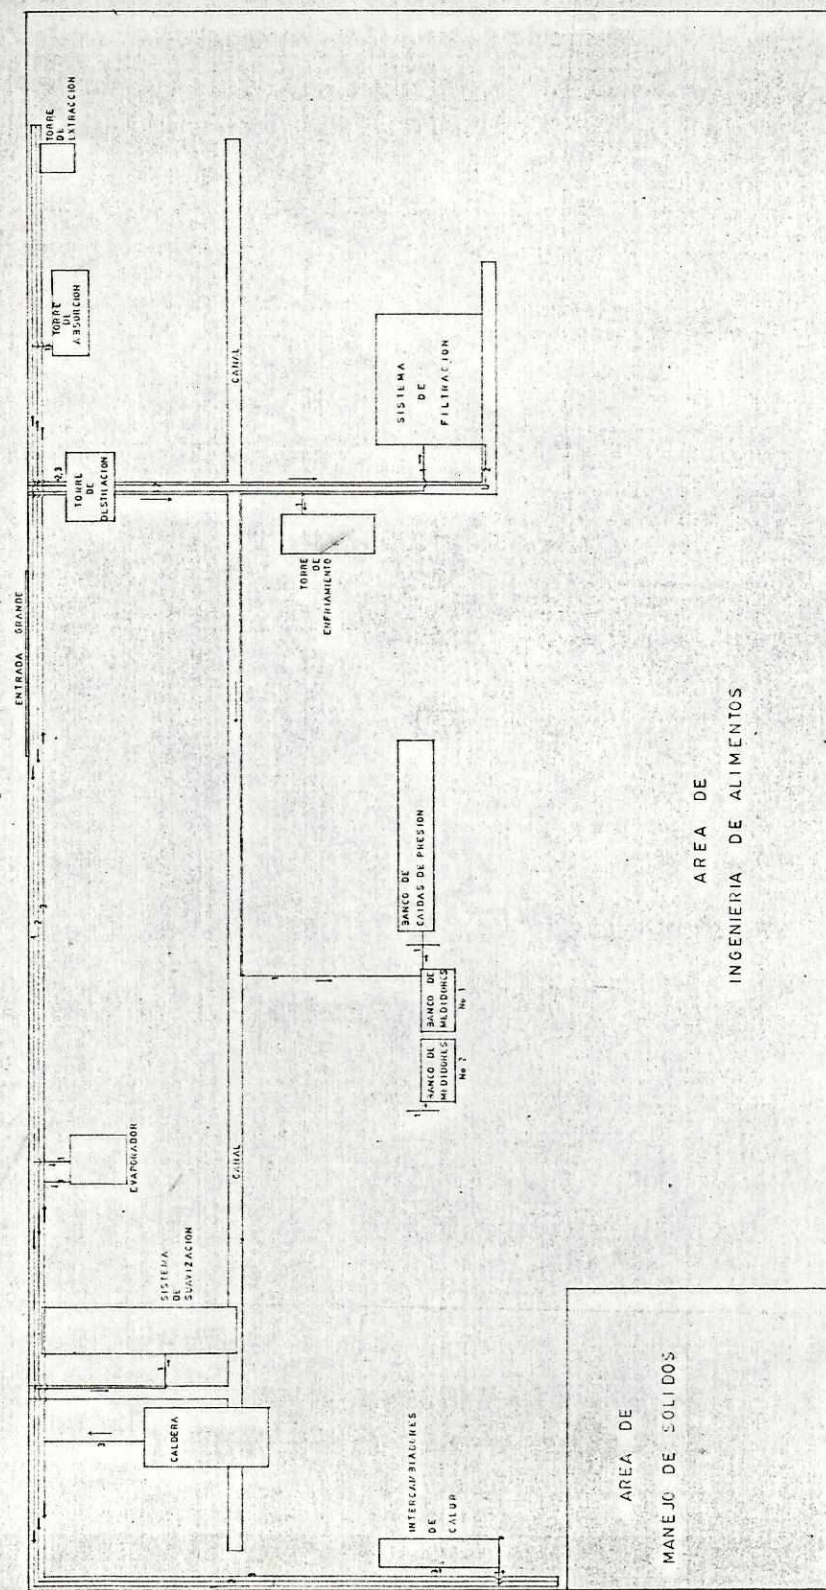 ENTRADA GRANDE
TORRE
DE
EXTRACCION
TORRE
DE
ABSORCION
TORRE
DE
DESTILACION
CANAL
SISTEMA
DE
FILTRACION
TORRE
DE
ENFRIAMIENTO
BANCO DE
CAIDAS DE PRESION
BANCO DE
MEDIDORES
No 1
BANCO DE
MEDIDORES
No 2
EVAPORADOR
CANAL
SISTEMA
DE
SUAVIZACION
CALDERA
INTERCAMBIADORES
DE
CALOR
AREA DE
INGENIERIA DE ALIMENTOS
AREA DE
MANEJO DE SOLIDOS